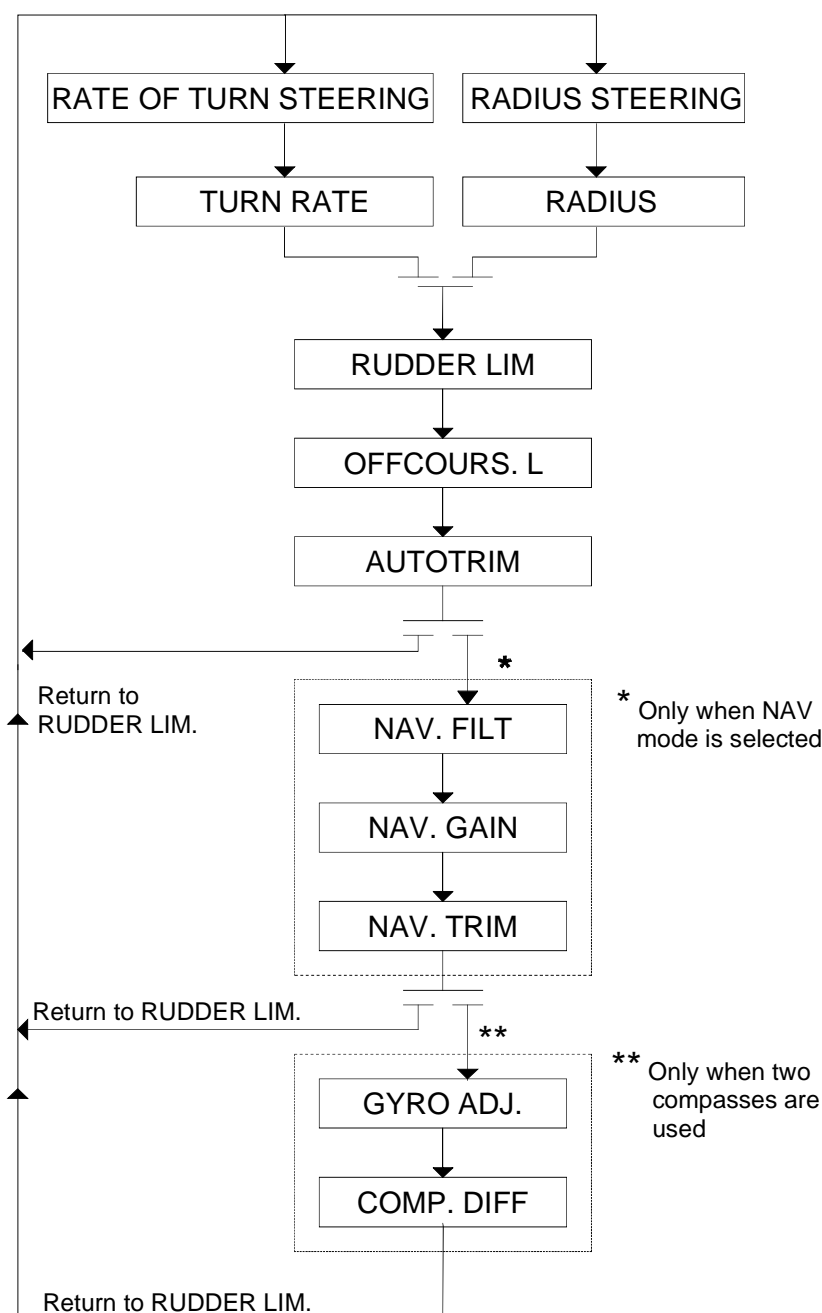 RATE OF TURN STEERING
RADIUS STEERING
TURN RATE
RADIUS
RUDDER LIM
OFFCOURS. L
AUTOTRIM
*
Return to
RUDDER LIM.
* Only when NAV
mode is selected
NAV. FILT
NAV. GAIN
NAV. TRIM
Return to RUDDER LIM.
**
** Only when two
compasses are
used
GYRO ADJ.
COMP. DIFF
Return to RUDDER LIM.